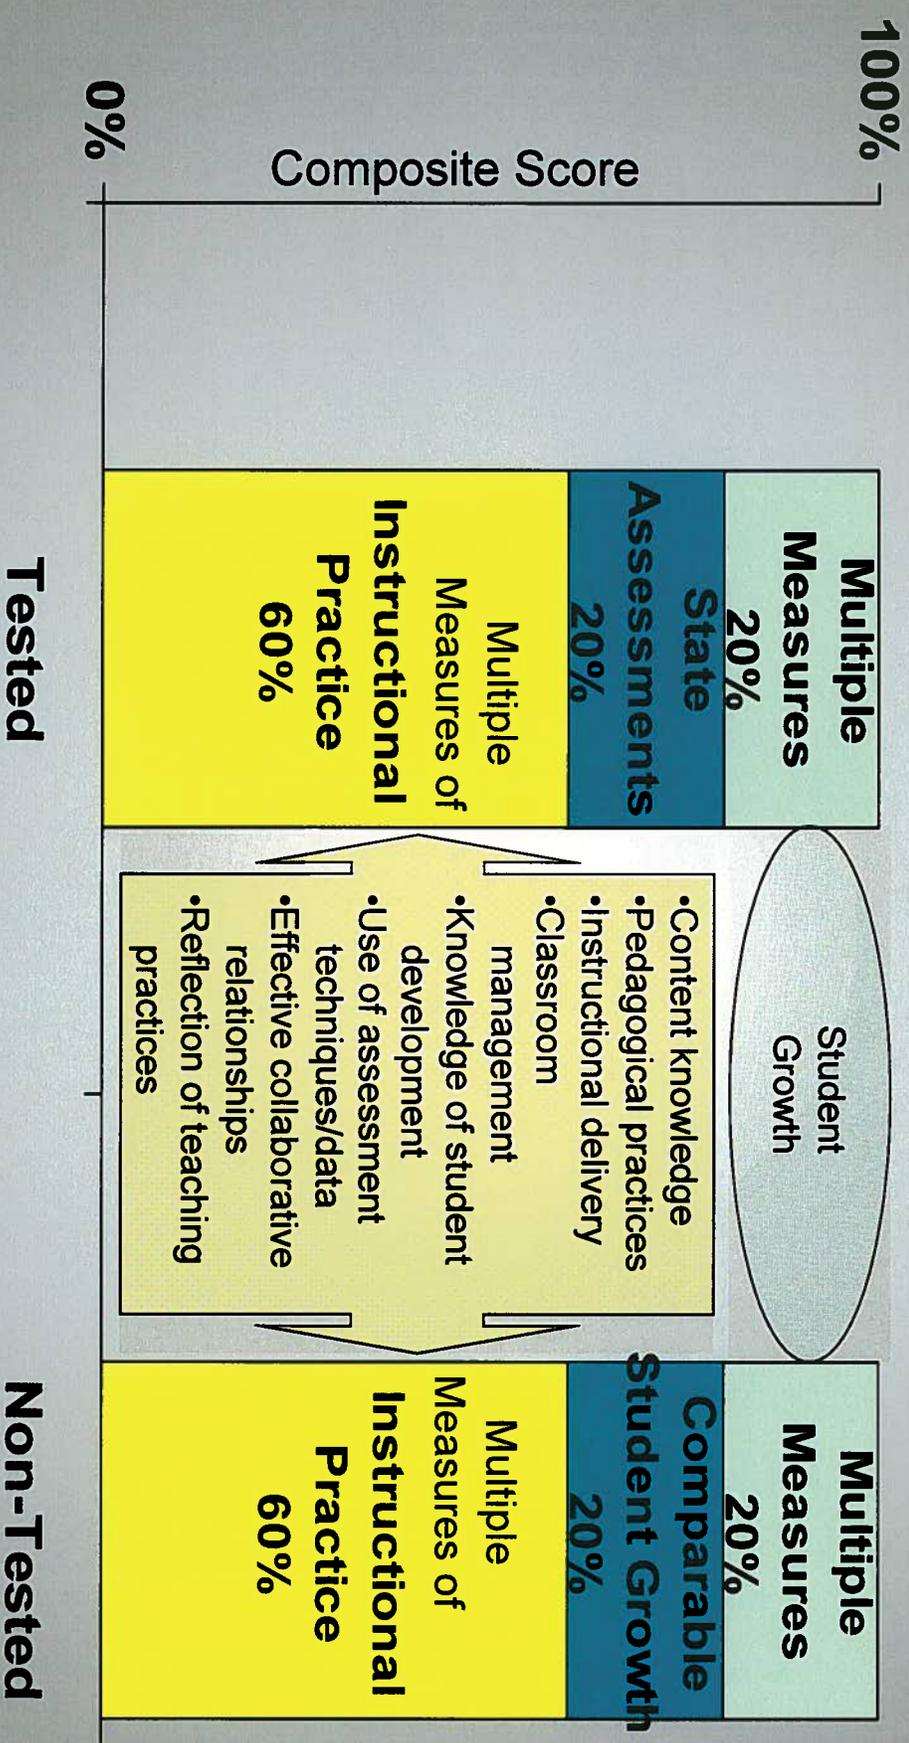 100%
Composite Score
0%
Multiple
Measures
20%
State
Assessments
20%
Multiple
Measures of
Instructional
Practice
60%
Tested
Student
Growth
•Content knowledge
•Pedagogical practices
•Instructional delivery
•Classroom
management
•Knowledge of student
development
•Use of assessment
techniques/data
•Effective collaborative
relationships
•Reflection of teaching
practices
Multiple
Measures
20%
Comparable
Student Growth
20%
Multiple
Measures of
Instructional
Practice
60%
Non-Tested